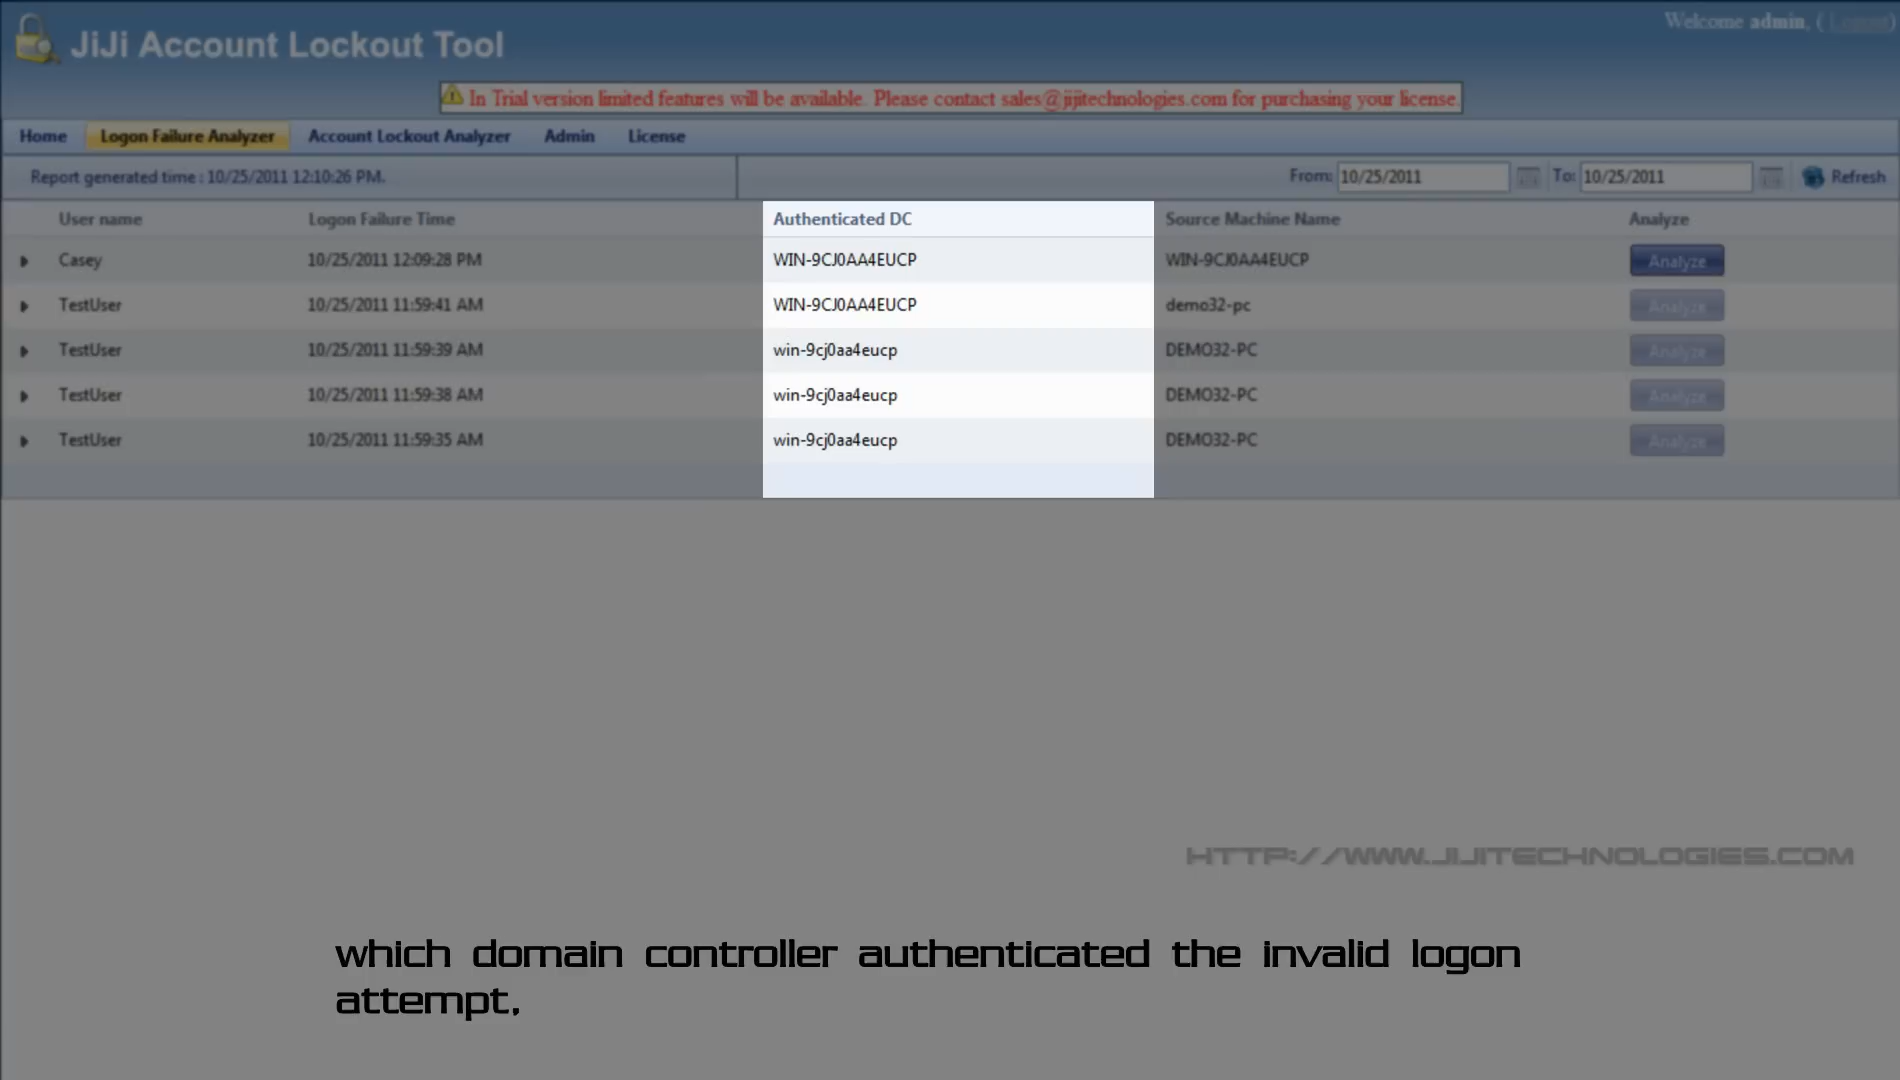 Welcome admin, ( Logout)
JiJi Account Lockout Tool
In Trial version limited features will be available. Please contact sales@jijitechnologies.com for purchasing your license.
Home Logon Failure Analyzer Account Lockout Analyzer Admin License
Report generated time : 10/25/2011 12:10:26 PM. From: 10/25/2011 To: 10/25/2011 Refresh
User name Logon Failure Time Authenticated DC Source Machine Name Analyze
Casey 10/25/2011 12:09:28 PM WIN-9CJ0AA4EUCP WIN-9CJ0AA4EUCP Analyze
TestUser 10/25/2011 11:59:41 AM WIN-9CJ0AA4EUCP demo32-pc Analyze
TestUser 10/25/2011 11:59:39 AM win-9cj0aa4eucp DEMO32-PC Analyze
TestUser 10/25/2011 11:59:38 AM win-9cj0aa4eucp DEMO32-PC Analyze
TestUser 10/25/2011 11:59:35 AM win-9cj0aa4eucp DEMO32-PC Analyze
HTTP://WWW.JIJITECHNOLOGIES.COM
which domain controller authenticated the invalid logon
attempt,